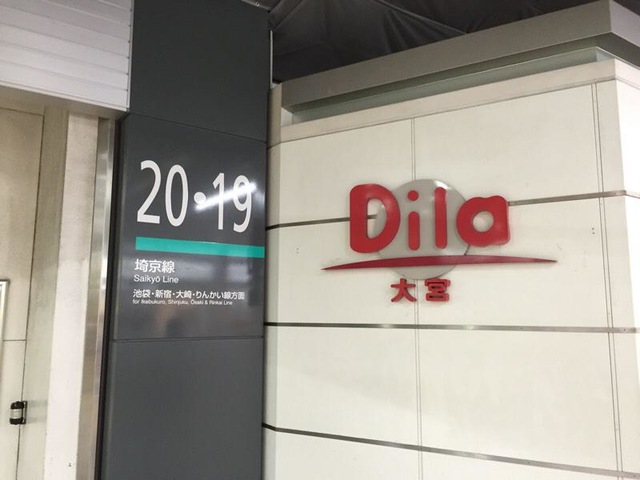 20・19
埼京線
Saikyō Line
池袋・新宿・大崎・りんかい線方面
for Ikebukuro, Shinjuku, Ōsaki & Rinkai Line
Dila
大宮